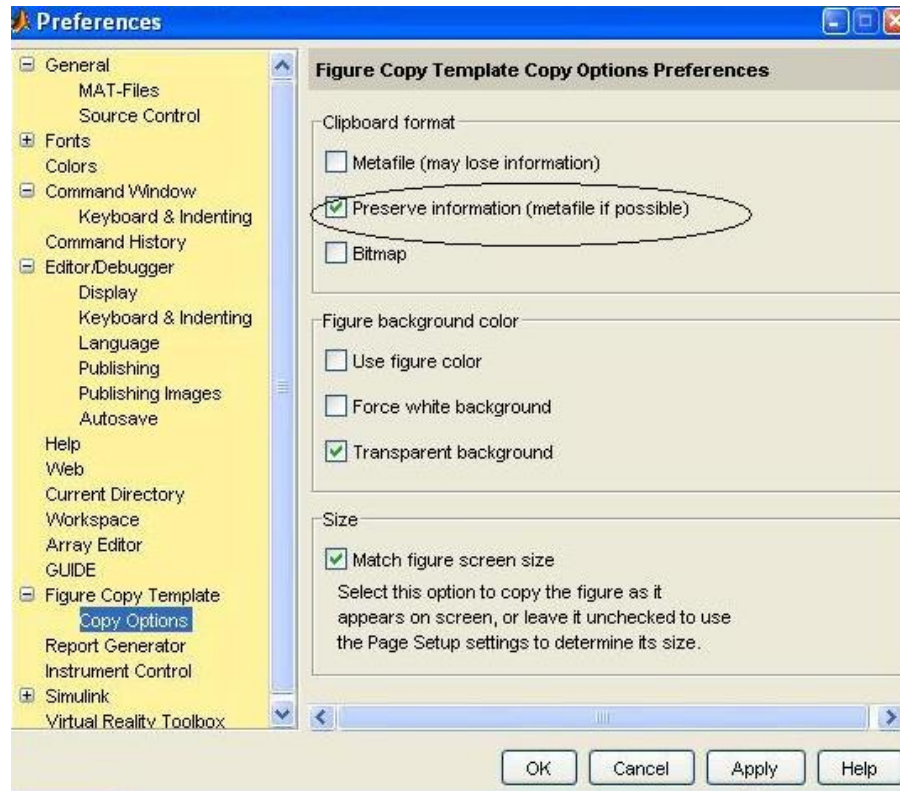 Preferences
General
MAT-Files
Source Control
Fonts
Colors
Command Window
Keyboard & Indenting
Command History
Editor/Debugger
Display
Keyboard & Indenting
Language
Publishing
Publishing Images
Autosave
Help
Web
Current Directory
Workspace
Array Editor
GUIDE
Figure Copy Template
Copy Options
Report Generator
Instrument Control
Simulink
Virtual Reality Toolbox
Figure Copy Template Copy Options Preferences
Clipboard format
Metafile (may lose information)
Preserve information (metafile if possible)
Bitmap
Figure background color
Use figure color
Force white background
Transparent background
Size
Match figure screen size
Select this option to copy the figure as it
appears on screen, or leave it unchecked to use
the Page Setup settings to determine its size.
OK
Cancel
Apply
Help